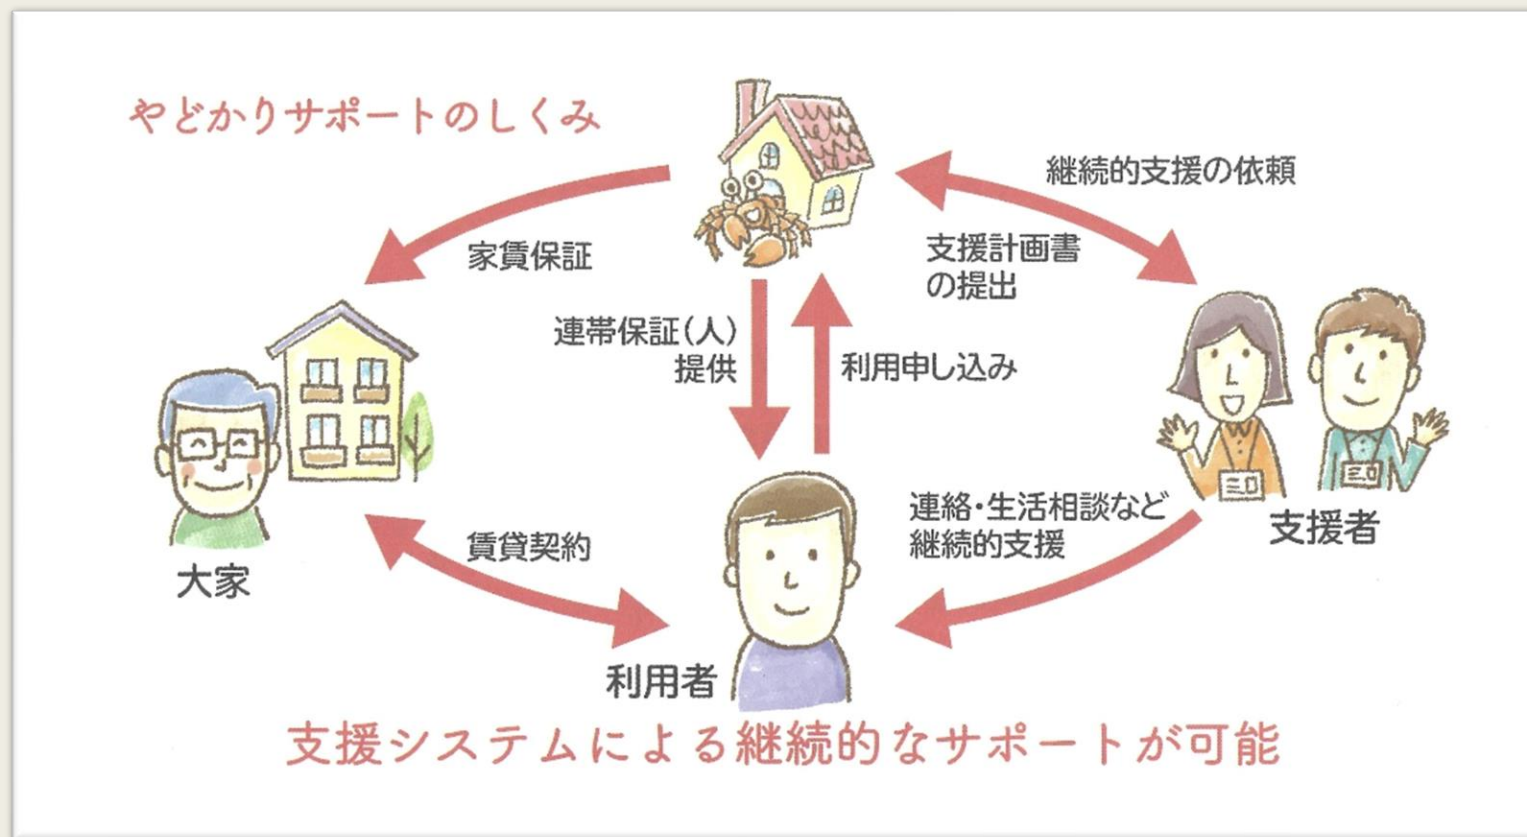 やどかりサポートのしくみ
継続的支援の依頼
家賃保証
支援計画書
の提出
連帯保証(人)
提供
利用申し込み
連絡・生活相談など
継続的支援
支援者
賃貸契約
大家
利用者
支援システムによる継続的なサポートが可能